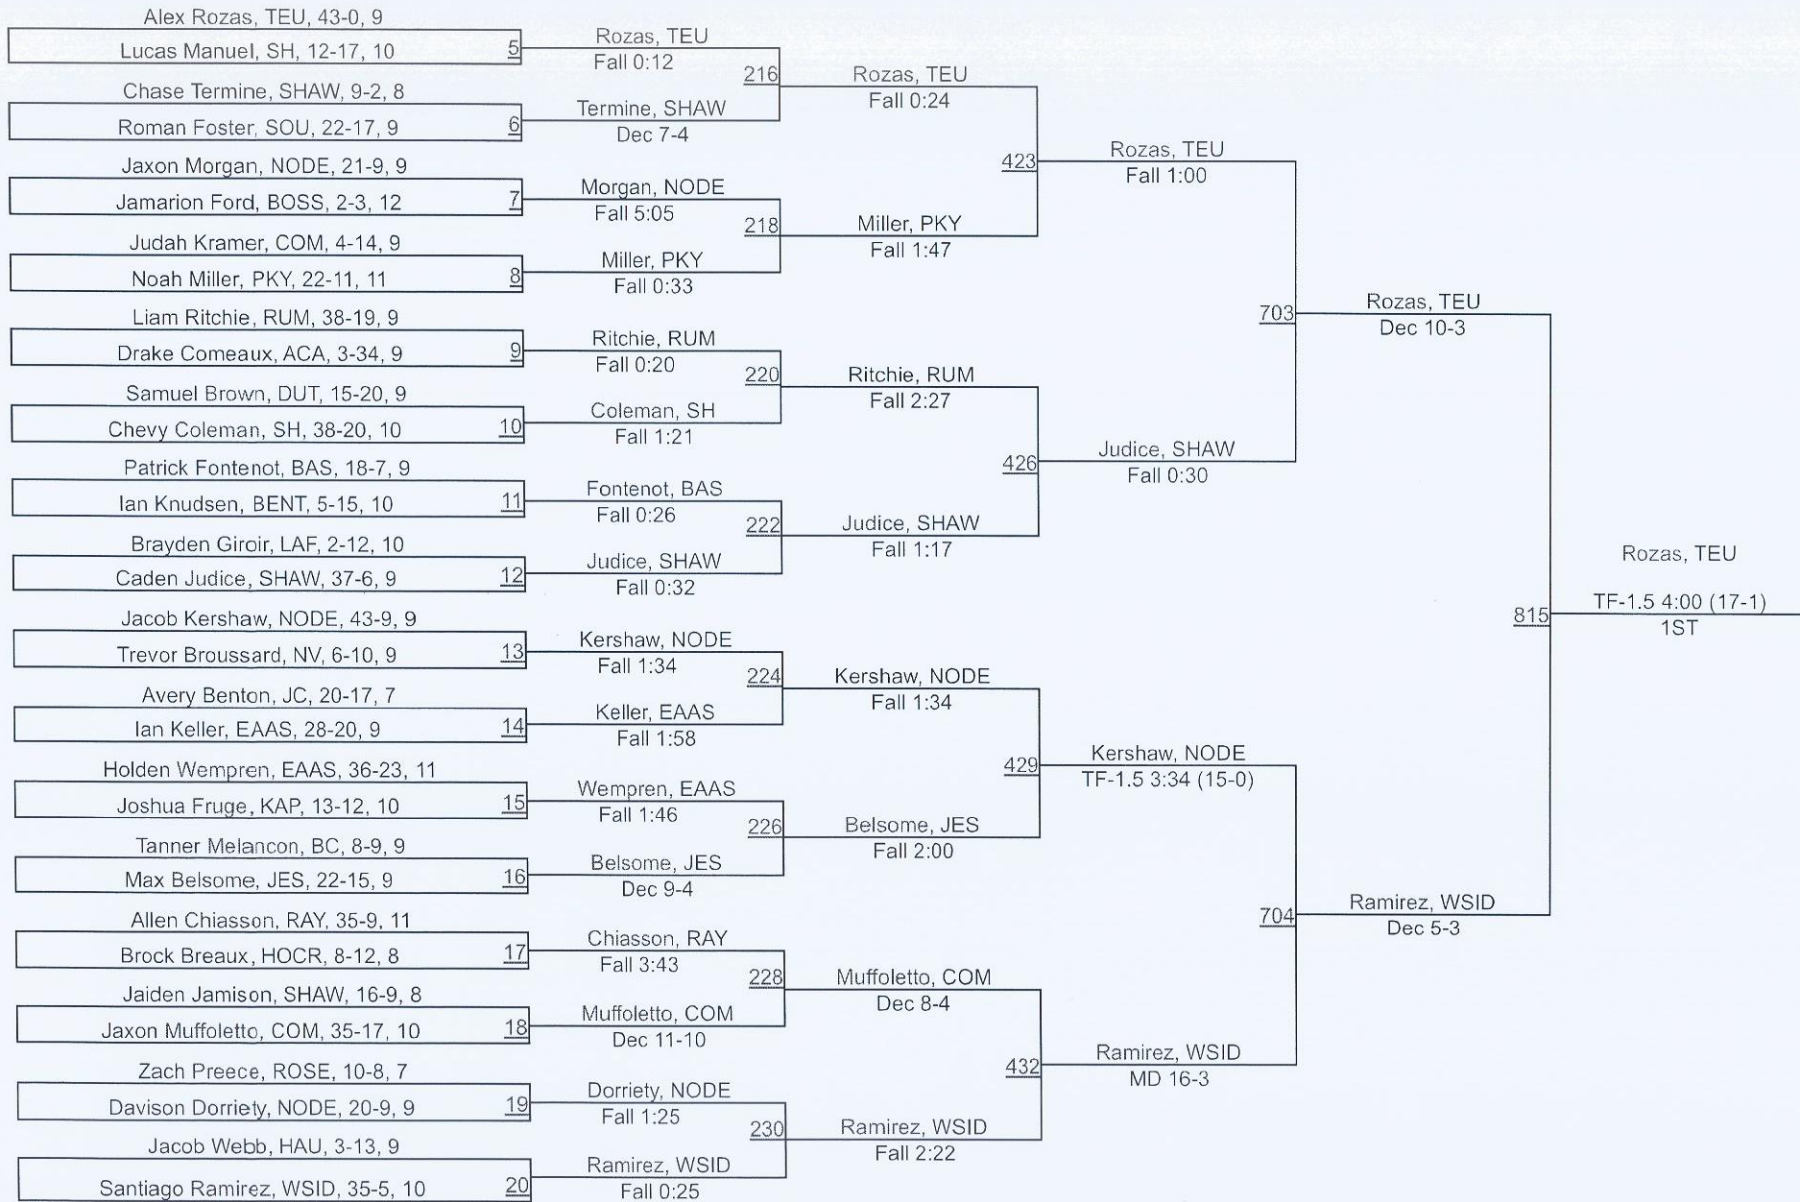 Alex Rozas, TEU, 43-0, 9
Lucas Manuel, SH, 12-17, 10
5
Chase Termine, SHAW, 9-2, 8
Roman Foster, SOU, 22-17, 9
6
Jaxon Morgan, NODE, 21-9, 9
Jamarion Ford, BOSS, 2-3, 12
7
Judah Kramer, COM, 4-14, 9
Noah Miller, PKY, 22-11, 11
8
Liam Ritchie, RUM, 38-19, 9
Drake Comeaux, ACA, 3-34, 9
9
Samuel Brown, DUT, 15-20, 9
Chevy Coleman, SH, 38-20, 10
10
Patrick Fontenot, BAS, 18-7, 9
Ian Knudsen, BENT, 5-15, 10
11
Brayden Giroir, LAF, 2-12, 10
Caden Judice, SHAW, 37-6, 9
12
Jacob Kershaw, NODE, 43-9, 9
Trevor Broussard, NV, 6-10, 9
13
Avery Benton, JC, 20-17, 7
Ian Keller, EAAS, 28-20, 9
14
Holden Wempren, EAAS, 36-23, 11
Joshua Fruge, KAP, 13-12, 10
15
Tanner Melancon, BC, 8-9, 9
Max Belsome, JES, 22-15, 9
16
Allen Chiasson, RAY, 35-9, 11
Brock Breaux, HOCR, 8-12, 8
17
Jaiden Jamison, SHAW, 16-9, 8
Jaxon Muffoletto, COM, 35-17, 10
18
Zach Preece, ROSE, 10-8, 7
Davison Dorriety, NODE, 20-9, 9
19
Jacob Webb, HAU, 3-13, 9
Santiago Ramirez, WSID, 35-5, 10
20
Rozas, TEU
Fall 0:12
216
Termine, SHAW
Dec 7-4
Morgan, NODE
Fall 5:05
218
Miller, PKY
Fall 0:33
Ritchie, RUM
Fall 0:20
220
Coleman, SH
Fall 1:21
Fontenot, BAS
Fall 0:26
222
Judice, SHAW
Fall 0:32
Kershaw, NODE
Fall 1:34
224
Keller, EAAS
Fall 1:58
Wempren, EAAS
Fall 1:46
226
Belsome, JES
Dec 9-4
Chiasson, RAY
Fall 3:43
228
Muffoletto, COM
Dec 11-10
Dorriety, NODE
Fall 1:25
230
Ramirez, WSID
Fall 0:25
Rozas, TEU
Fall 0:24
423
Miller, PKY
Fall 1:47
Ritchie, RUM
Fall 2:27
426
Judice, SHAW
Fall 1:17
Kershaw, NODE
Fall 1:34
429
Belsome, JES
Fall 2:00
Muffoletto, COM
Dec 8-4
432
Ramirez, WSID
Fall 2:22
Rozas, TEU
Fall 1:00
703
Judice, SHAW
Fall 0:30
Kershaw, NODE
TF-1.5 3:34 (15-0)
704
Ramirez, WSID
MD 16-3
Rozas, TEU
Dec 10-3
815
Ramirez, WSID
Dec 5-3
Rozas, TEU
TF-1.5 4:00 (17-1)
1ST